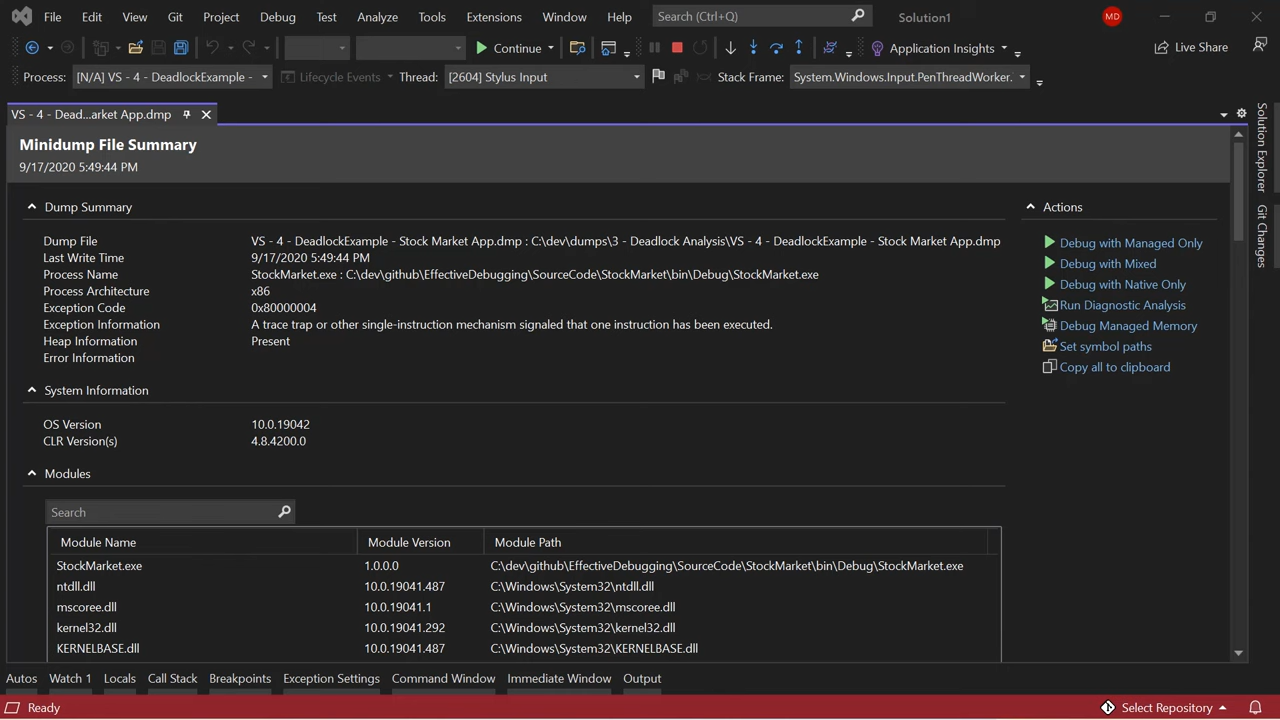 File Edit View Git Project Debug Test Analyze Tools Extensions Window Help Search (Ctrl+Q) Solution1 MD
Continue Application Insights Live Share
Process: [N/A] VS - 4 - DeadlockExample - Lifecycle Events Thread: [2604] Stylus Input Stack Frame: System.Windows.Input.PenThreadWorker.
VS - 4 - Dead...arket App.dmp
Minidump File Summary
9/17/2020 5:49:44 PM
Dump Summary
Dump File VS - 4 - DeadlockExample - Stock Market App.dmp : C:\dev\dumps\3 - Deadlock Analysis\VS - 4 - DeadlockExample - Stock Market App.dmp
Last Write Time 9/17/2020 5:49:44 PM
Process Name StockMarket.exe : C:\dev\github\EffectiveDebugging\SourceCode\StockMarket\bin\Debug\StockMarket.exe
Process Architecture x86
Exception Code 0x80000004
Exception Information A trace trap or other single-instruction mechanism signaled that one instruction has been executed.
Heap Information Present
Error Information
System Information
OS Version 10.0.19042
CLR Version(s) 4.8.4200.0
Modules
Search
Module Name Module Version Module Path
StockMarket.exe 1.0.0.0 C:\dev\github\EffectiveDebugging\SourceCode\StockMarket\bin\Debug\StockMarket.exe
ntdll.dll 10.0.19041.487 C:\Windows\System32\ntdll.dll
mscoree.dll 10.0.19041.1 C:\Windows\System32\mscoree.dll
kernel32.dll 10.0.19041.292 C:\Windows\System32\kernel32.dll
KERNELBASE.dll 10.0.19041.487 C:\Windows\System32\KERNELBASE.dll
Actions
Debug with Managed Only
Debug with Mixed
Debug with Native Only
Run Diagnostic Analysis
Debug Managed Memory
Set symbol paths
Copy all to clipboard
Solution Explorer
Git Changes
Autos Watch 1 Locals Call Stack Breakpoints Exception Settings Command Window Immediate Window Output
Ready Select Repository